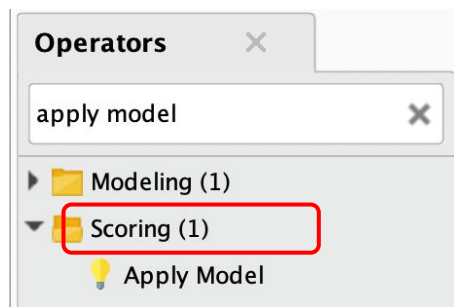 Operators
apply model
Modeling (1)
Scoring (1)
Apply Model